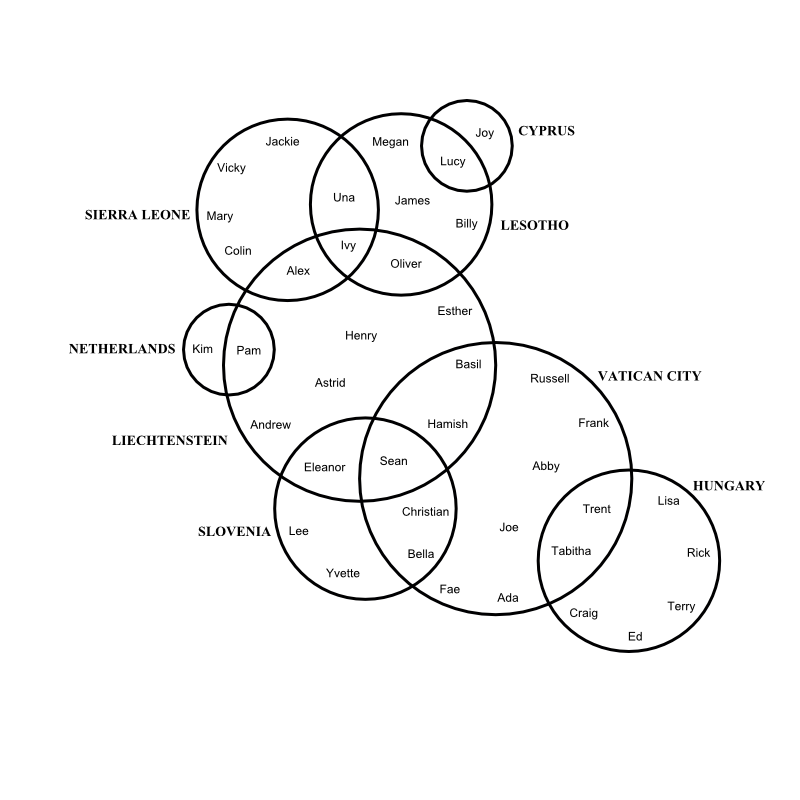 CYPRUS
Joy
Jackie
Megan
Lucy
Vicky
Una
James
SIERRA LEONE
Mary
Billy
LESOTHO
Colin
Ivy
Oliver
Alex
Esther
Henry
NETHERLANDS
Kim
Pam
Basil
VATICAN CITY
Russell
Astrid
Andrew
Hamish
Frank
LIECHTENSTEIN
Eleanor
Sean
Abby
HUNGARY
Lisa
Trent
Christian
SLOVENIA
Lee
Joe
Bella
Tabitha
Rick
Yvette
Fae
Ada
Terry
Craig
Ed